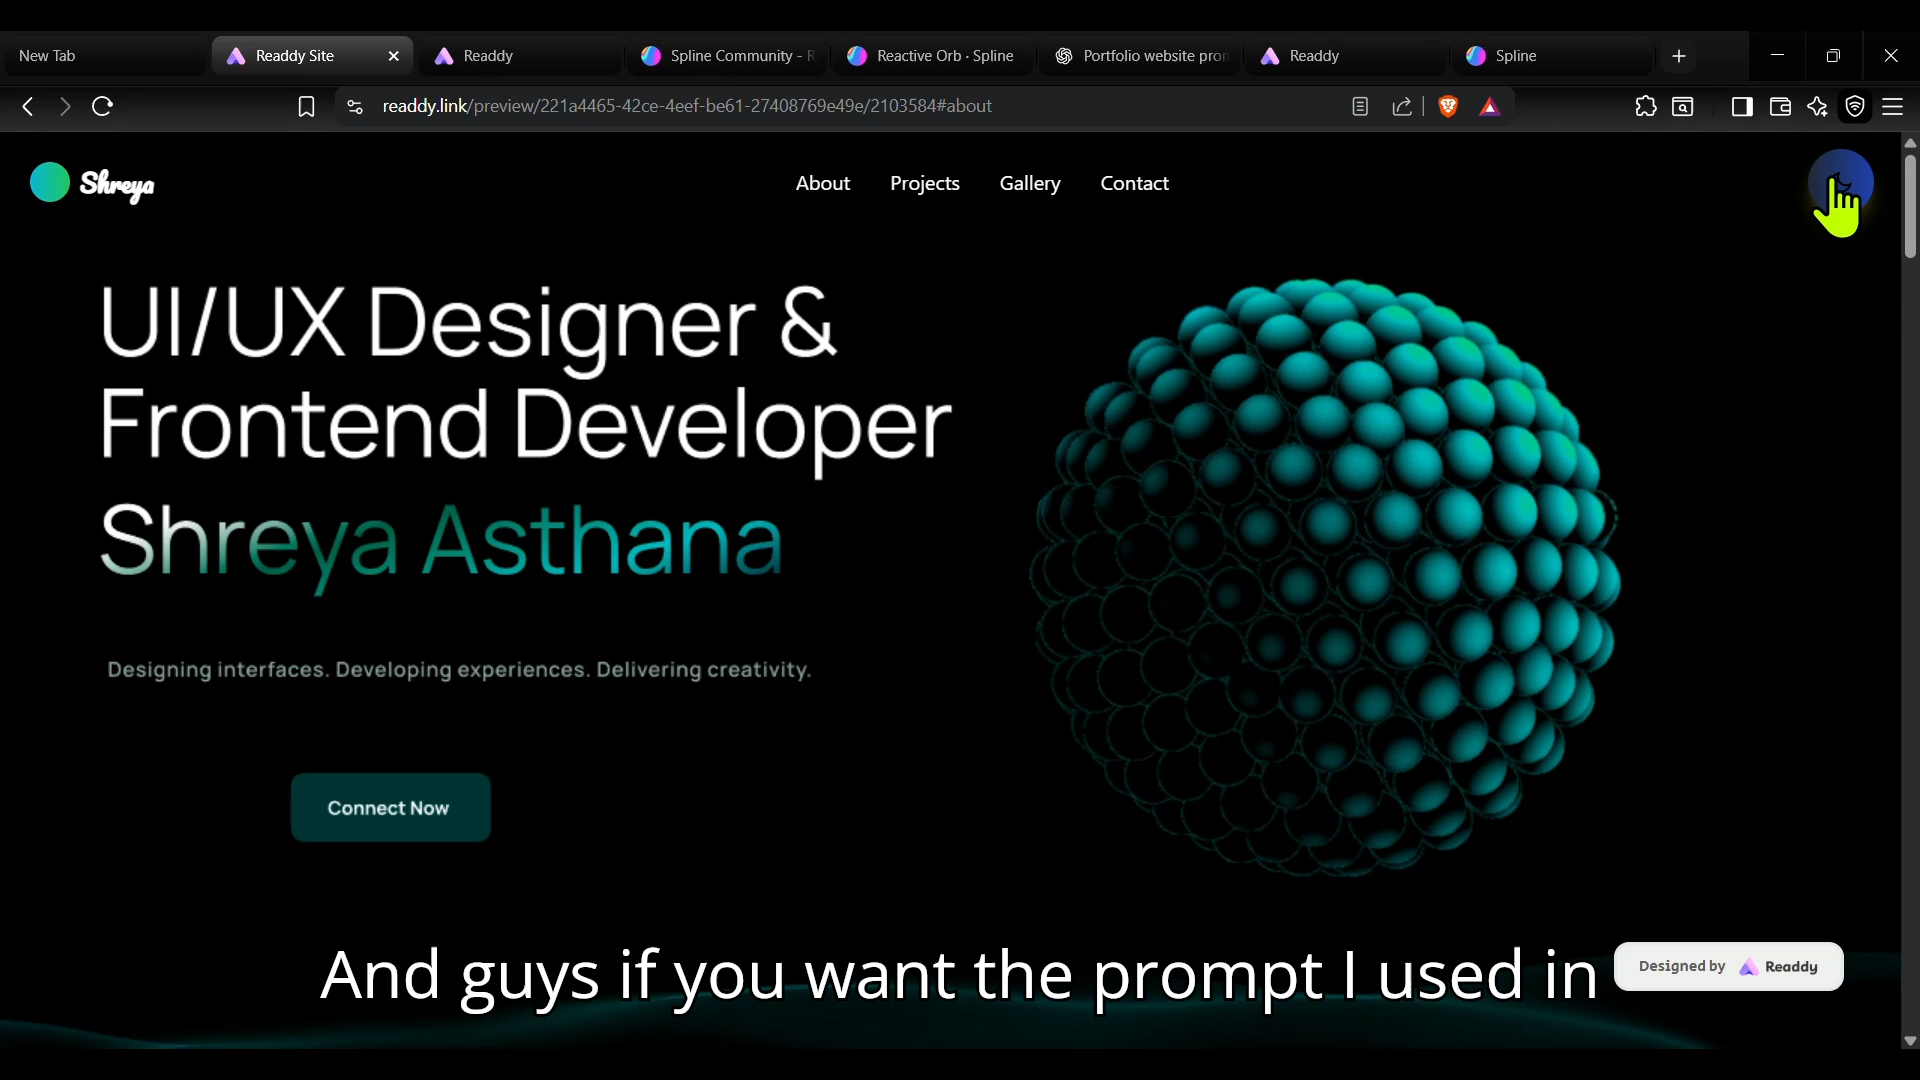 New Tab
Readdy Site
Readdy
Spline Community - R
Reactive Orb · Spline
Portfolio website pron
Readdy
Spline
readdy.link/preview/221a4465-42ce-4eef-be61-27408769e49e/2103584#about
Shreya
About
Projects
Gallery
Contact
UI/UX Designer &
Frontend Developer
Shreya Asthana
Designing interfaces. Developing experiences. Delivering creativity.
Connect Now
And guys if you want the prompt I used in
Designed by Readdy